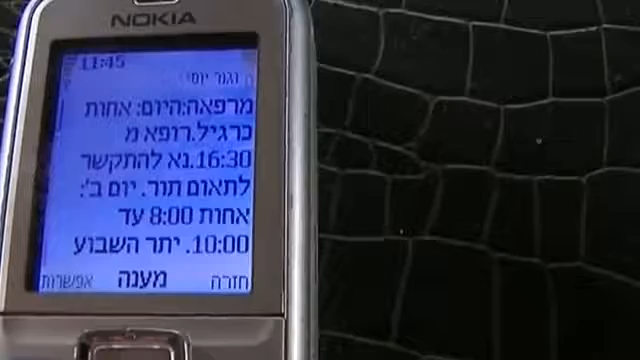 NOKIA
11:45
מרפאה:היום: אחות
כרגיל.רופא מ
16:30.נא להתקשר
לתאום תור. יום ב':
אחות 8:00 עד
10:00. יתר השבוע
אפשרות מענה חזרה